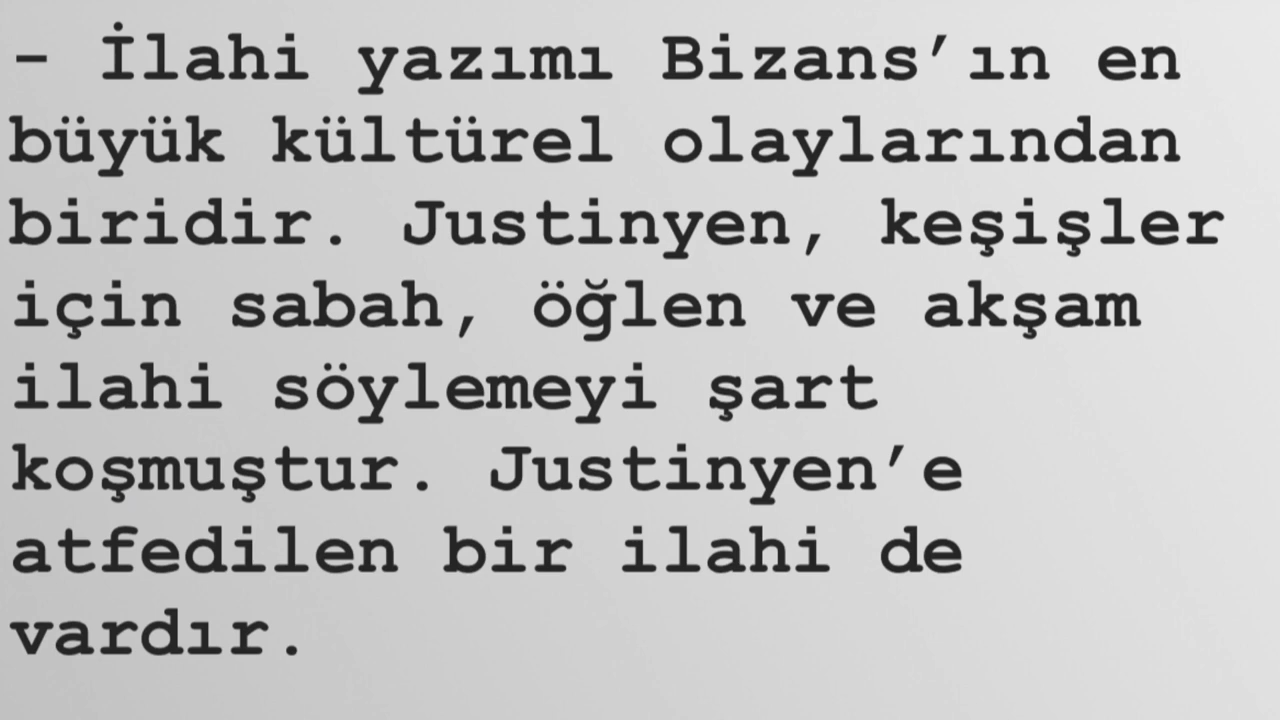 - İlahi yazımı Bizans’ın en
büyük kültürel olaylarından
biridir. Justinyen, keşişler
için sabah, öğlen ve akşam
ilahi söylemeyi şart
koşmuştur. Justinyen’e
atfedilen bir ilahi de
vardır.